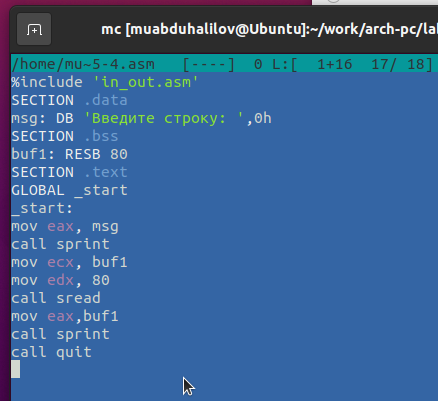 mc [muabduhalilov@Ubuntu]:~/work/arch-pc/lab
/home/mu~5-4.asm   [----]  0 L:[  1+16  17/ 18]
%include 'in_out.asm'
SECTION .data
msg: DB 'Введите строку: ',0h
SECTION .bss
buf1: RESB 80
SECTION .text
GLOBAL _start
_start:
mov eax, msg
call sprint
mov ecx, buf1
mov edx, 80
call sread
mov eax,buf1
call sprint
call quit